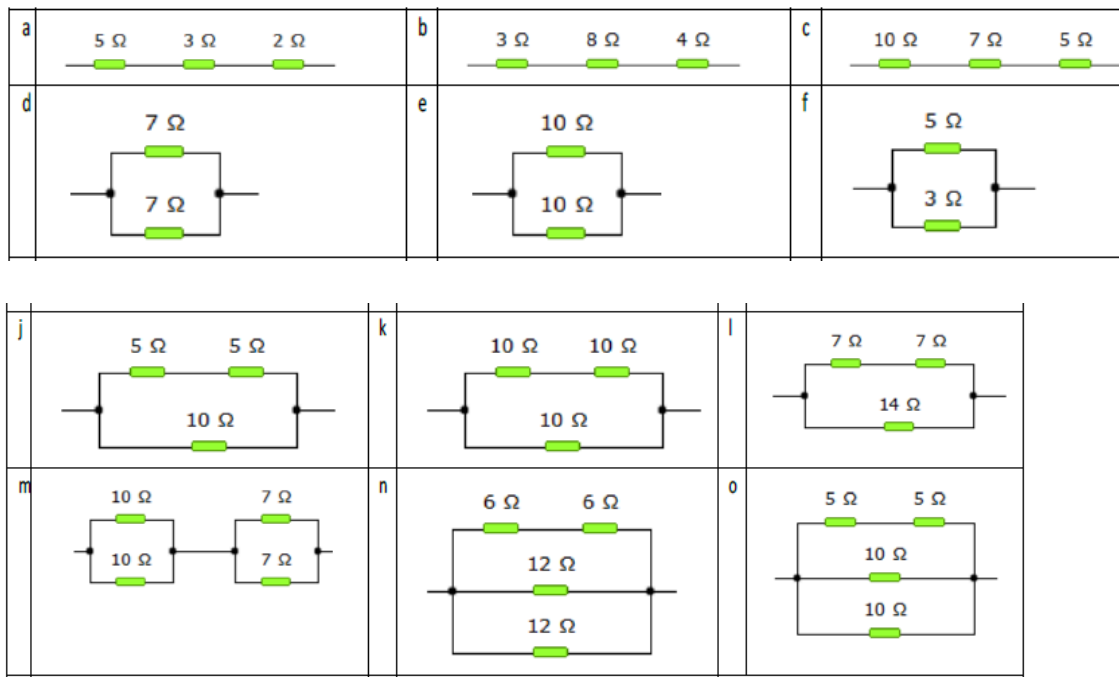 a
5 Ω 3 Ω 2 Ω
b
3 Ω 8 Ω 4 Ω
c
10 Ω 7 Ω 5 Ω
d
7 Ω
7 Ω
e
10 Ω
10 Ω
f
5 Ω
3 Ω
j
5 Ω 5 Ω
10 Ω
k
10 Ω 10 Ω
10 Ω
l
7 Ω 7 Ω
14 Ω
m
10 Ω 7 Ω
10 Ω 7 Ω
n
6 Ω 6 Ω
12 Ω
12 Ω
o
5 Ω 5 Ω
10 Ω
10 Ω